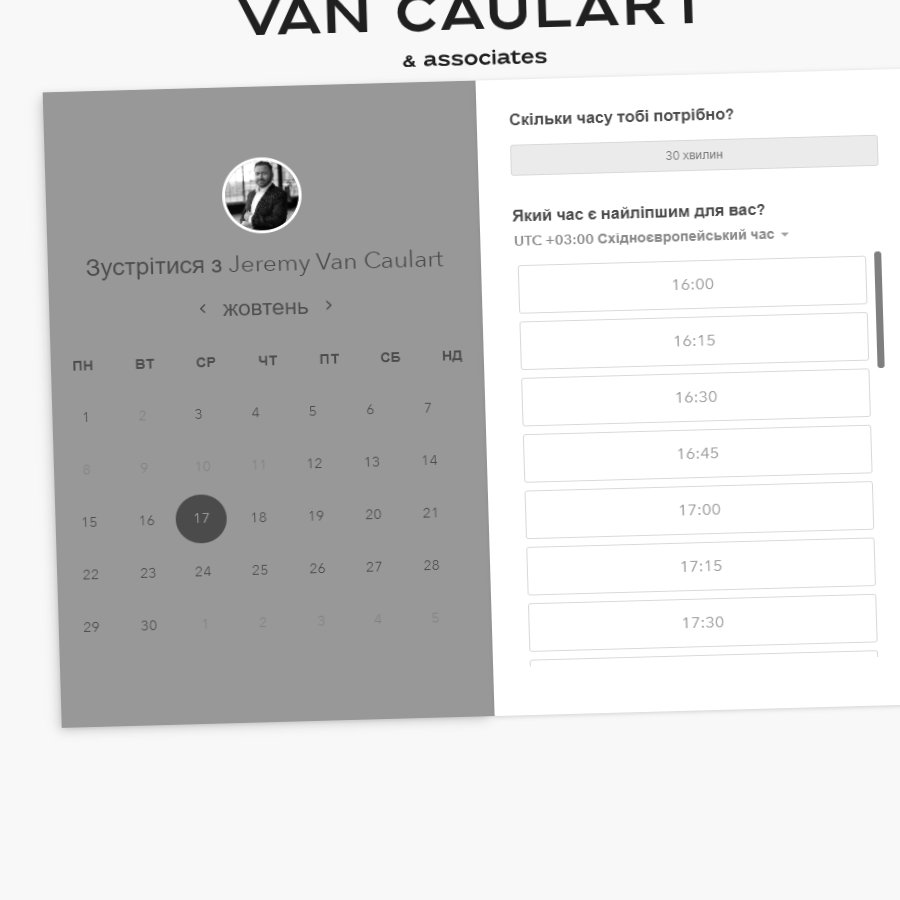 VAN CAULART
& associates
Зустрітися з Jeremy Van Caulart
жовтень
ПН ВТ СР ЧТ ПТ СБ НД
1 2 3 4 5 6 7
8 9 10 11 12 13 14
15 16 17 18 19 20 21
22 23 24 25 26 27 28
29 30 1 2 3 4 5
Скільки часу тобі потрібно?
30 хвилин
Який час є найліпшим для вас?
UTC +03:00 Східноєвропейський час
16:00
16:15
16:30
16:45
17:00
17:15
17:30